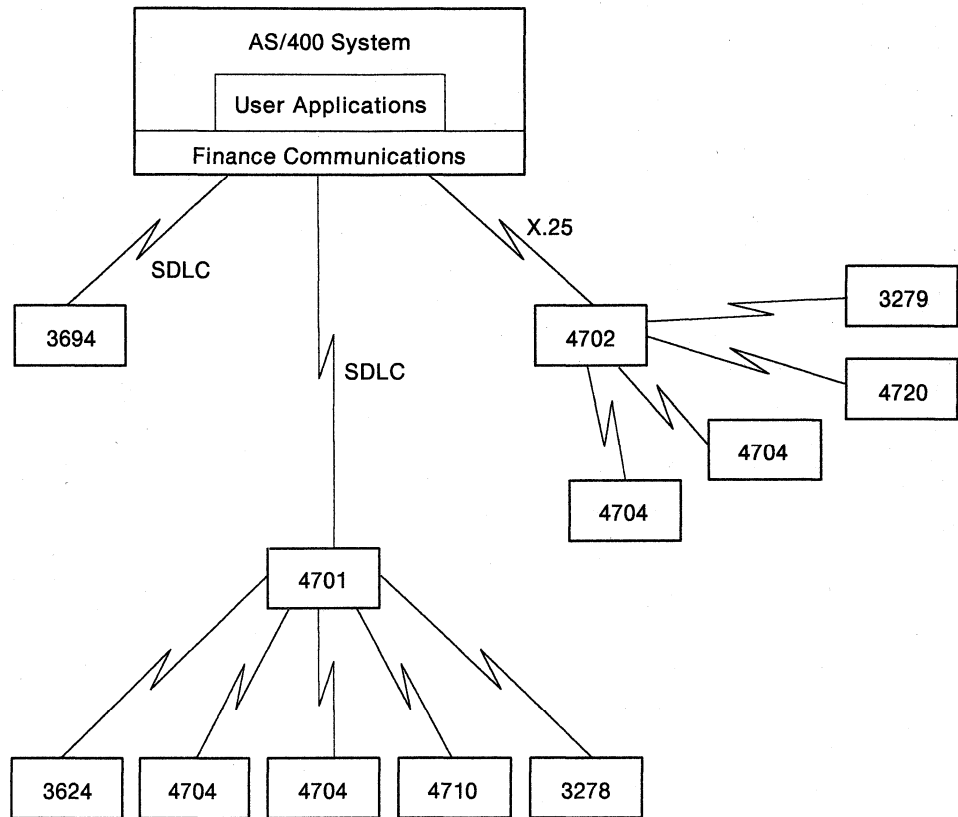 AS/400 System
User Applications
Finance Communications
X.25
SDLC
3694
4702
3279
SDLC
4720
4704
4704
4701
3624
4704
4704
4710
3278